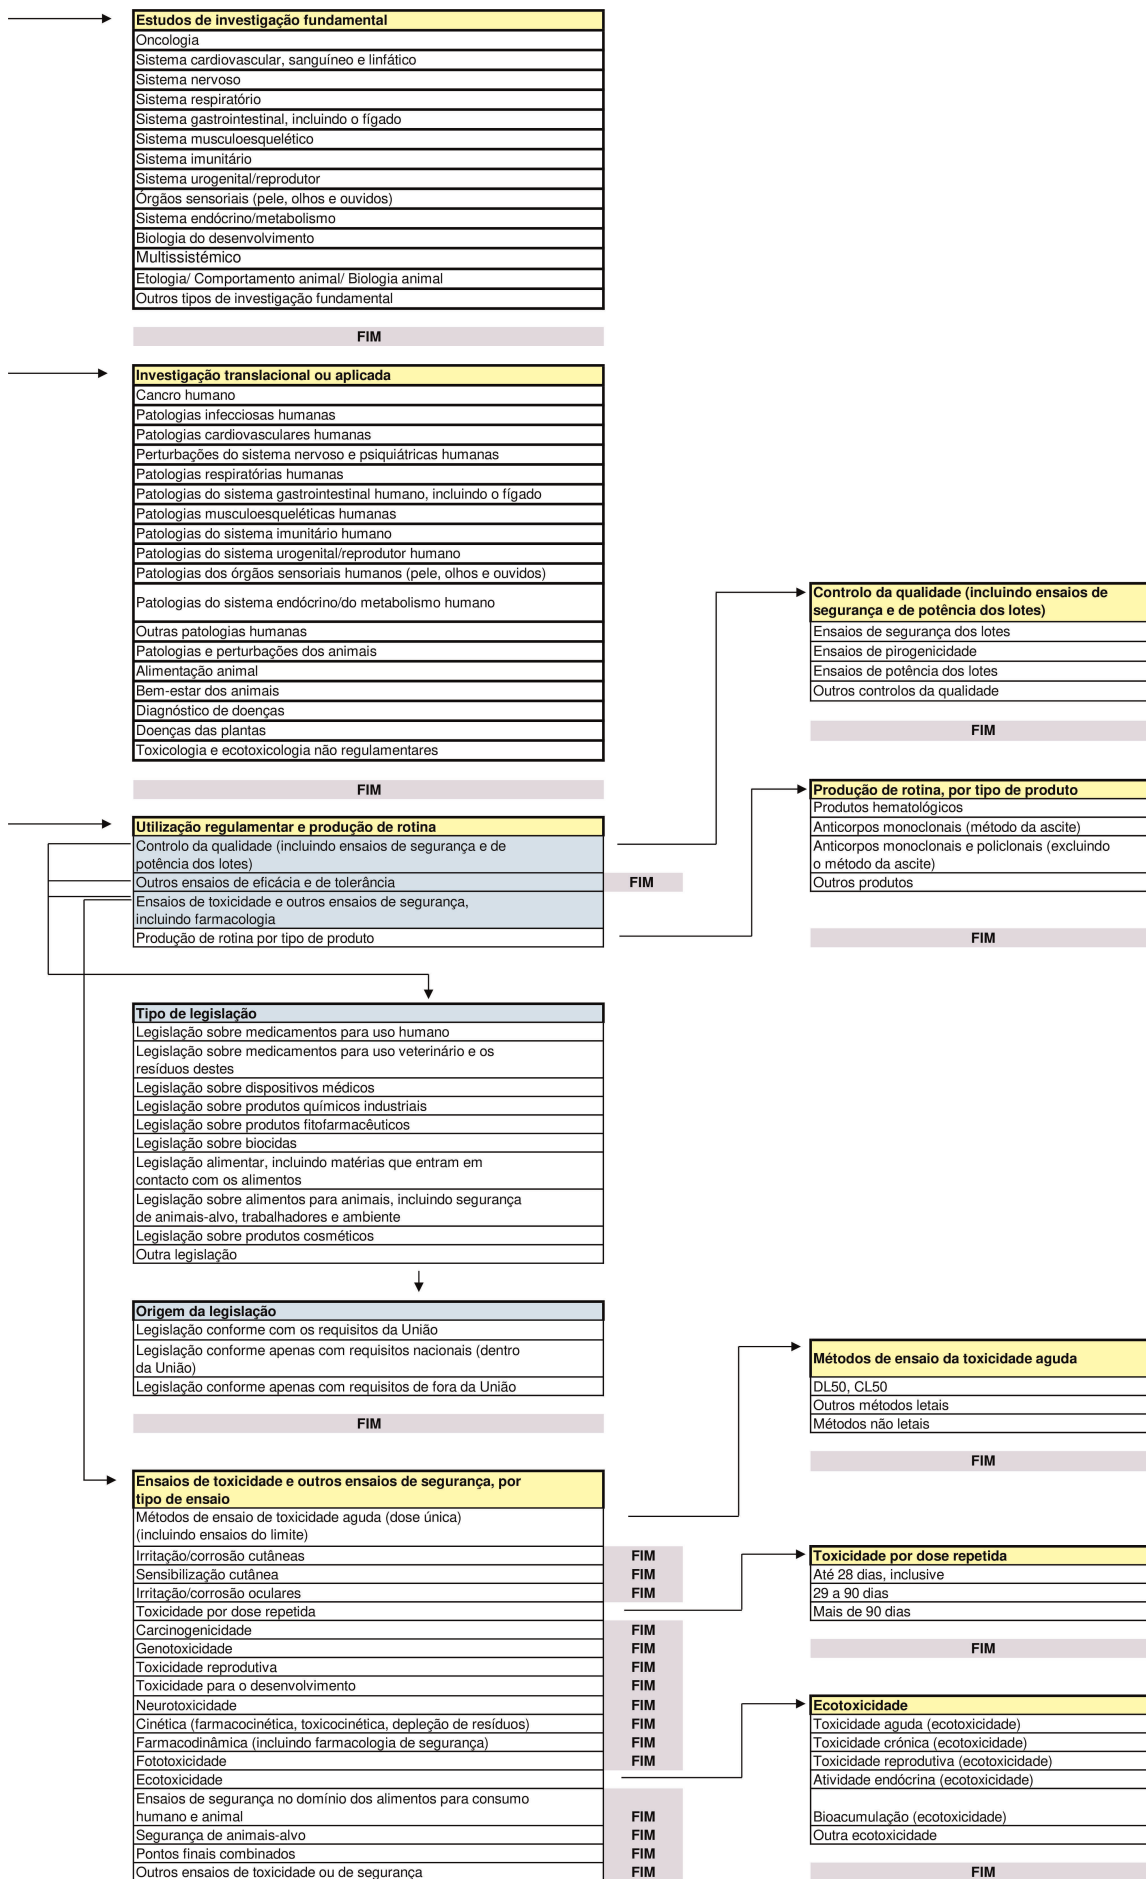 Estudos de investigação fundamental
Oncologia
Sistema cardiovascular, sanguíneo e linfático
Sistema nervoso
Sistema respiratório
Sistema gastrointestinal, incluindo o fígado
Sistema musculoesquelético
Sistema imunitário
Sistema urogenital/reprodutor
Órgãos sensoriais (pele, olhos e ouvidos)
Sistema endócrino/metabolismo
Biologia do desenvolvimento
Multissistémico
Etologia/ Comportamento animal/ Biologia animal
Outros tipos de investigação fundamental
FIM
Investigação translacional ou aplicada
Cancro humano
Patologias infecciosas humanas
Patologias cardiovasculares humanas
Perturbações do sistema nervoso e psiquiátricas humanas
Patologias respiratórias humanas
Patologias do sistema gastrointestinal humano, incluindo o fígado
Patologias musculoesqueléticas humanas
Patologias do sistema imunitário humano
Patologias do sistema urogenital/reprodutor humano
Patologias dos órgãos sensoriais humanos (pele, olhos e ouvidos)
Patologias do sistema endócrino/do metabolismo humano
Outras patologias humanas
Patologias e perturbações dos animais
Alimentação animal
Bem-estar dos animais
Diagnóstico de doenças
Doenças das plantas
Toxicologia e ecotoxicologia não regulamentares
FIM
Controlo da qualidade (incluindo ensaios de
segurança e de potência dos lotes)
Ensaios de segurança dos lotes
Ensaios de pirogenicidade
Ensaios de potência dos lotes
Outros controlos da qualidade
FIM
Utilização regulamentar e produção de rotina
Controlo da qualidade (incluindo ensaios de segurança e de
potência dos lotes)
Outros ensaios de eficácia e de tolerância
FIM
Ensaios de toxicidade e outros ensaios de segurança,
incluindo farmacologia
Produção de rotina por tipo de produto
Produção de rotina, por tipo de produto
Produtos hematológicos
Anticorpos monoclonais (método da ascite)
Anticorpos monoclonais e policlonais (excluindo
o método da ascite)
Outros produtos
FIM
Tipo de legislação
Legislação sobre medicamentos para uso humano
Legislação sobre medicamentos para uso veterinário e os
resíduos destes
Legislação sobre dispositivos médicos
Legislação sobre produtos químicos industriais
Legislação sobre produtos fitofarmacêuticos
Legislação sobre biocidas
Legislação alimentar, incluindo matérias que entram em
contacto com os alimentos
Legislação sobre alimentos para animais, incluindo segurança
de animais-alvo, trabalhadores e ambiente
Legislação sobre produtos cosméticos
Outra legislação
Origem da legislação
Legislação conforme com os requisitos da União
Legislação conforme apenas com requisitos nacionais (dentro
da União)
Legislação conforme apenas com requisitos de fora da União
FIM
Métodos de ensaio da toxicidade aguda
DL50, CL50
Outros métodos letais
Métodos não letais
FIM
Ensaios de toxicidade e outros ensaios de segurança, por
tipo de ensaio
Métodos de ensaio de toxicidade aguda (dose única)
(incluindo ensaios do limite)
Irritação/corrosão cutâneas FIM
Sensibilização cutânea FIM
Irritação/corrosão oculares FIM
Toxicidade por dose repetida
Carcinogenicidade FIM
Genotoxicidade FIM
Toxicidade reprodutiva FIM
Toxicidade para o desenvolvimento FIM
Neurotoxicidade FIM
Cinética (farmacocinética, toxicocinética, depleção de resíduos) FIM
Farmacodinâmica (incluindo farmacologia de segurança) FIM
Fototoxicidade FIM
Ecotoxicidade
Ensaios de segurança no domínio dos alimentos para consumo
humano e animal FIM
Segurança de animais-alvo FIM
Pontos finais combinados FIM
Outros ensaios de toxicidade ou de segurança FIM
Toxicidade por dose repetida
Até 28 dias, inclusive
29 a 90 dias
Mais de 90 dias
FIM
Ecotoxicidade
Toxicidade aguda (ecotoxicidade)
Toxicidade crónica (ecotoxicidade)
Toxicidade reprodutiva (ecotoxicidade)
Atividade endócrina (ecotoxicidade)
Bioacumulação (ecotoxicidade)
Outra ecotoxicidade
FIM